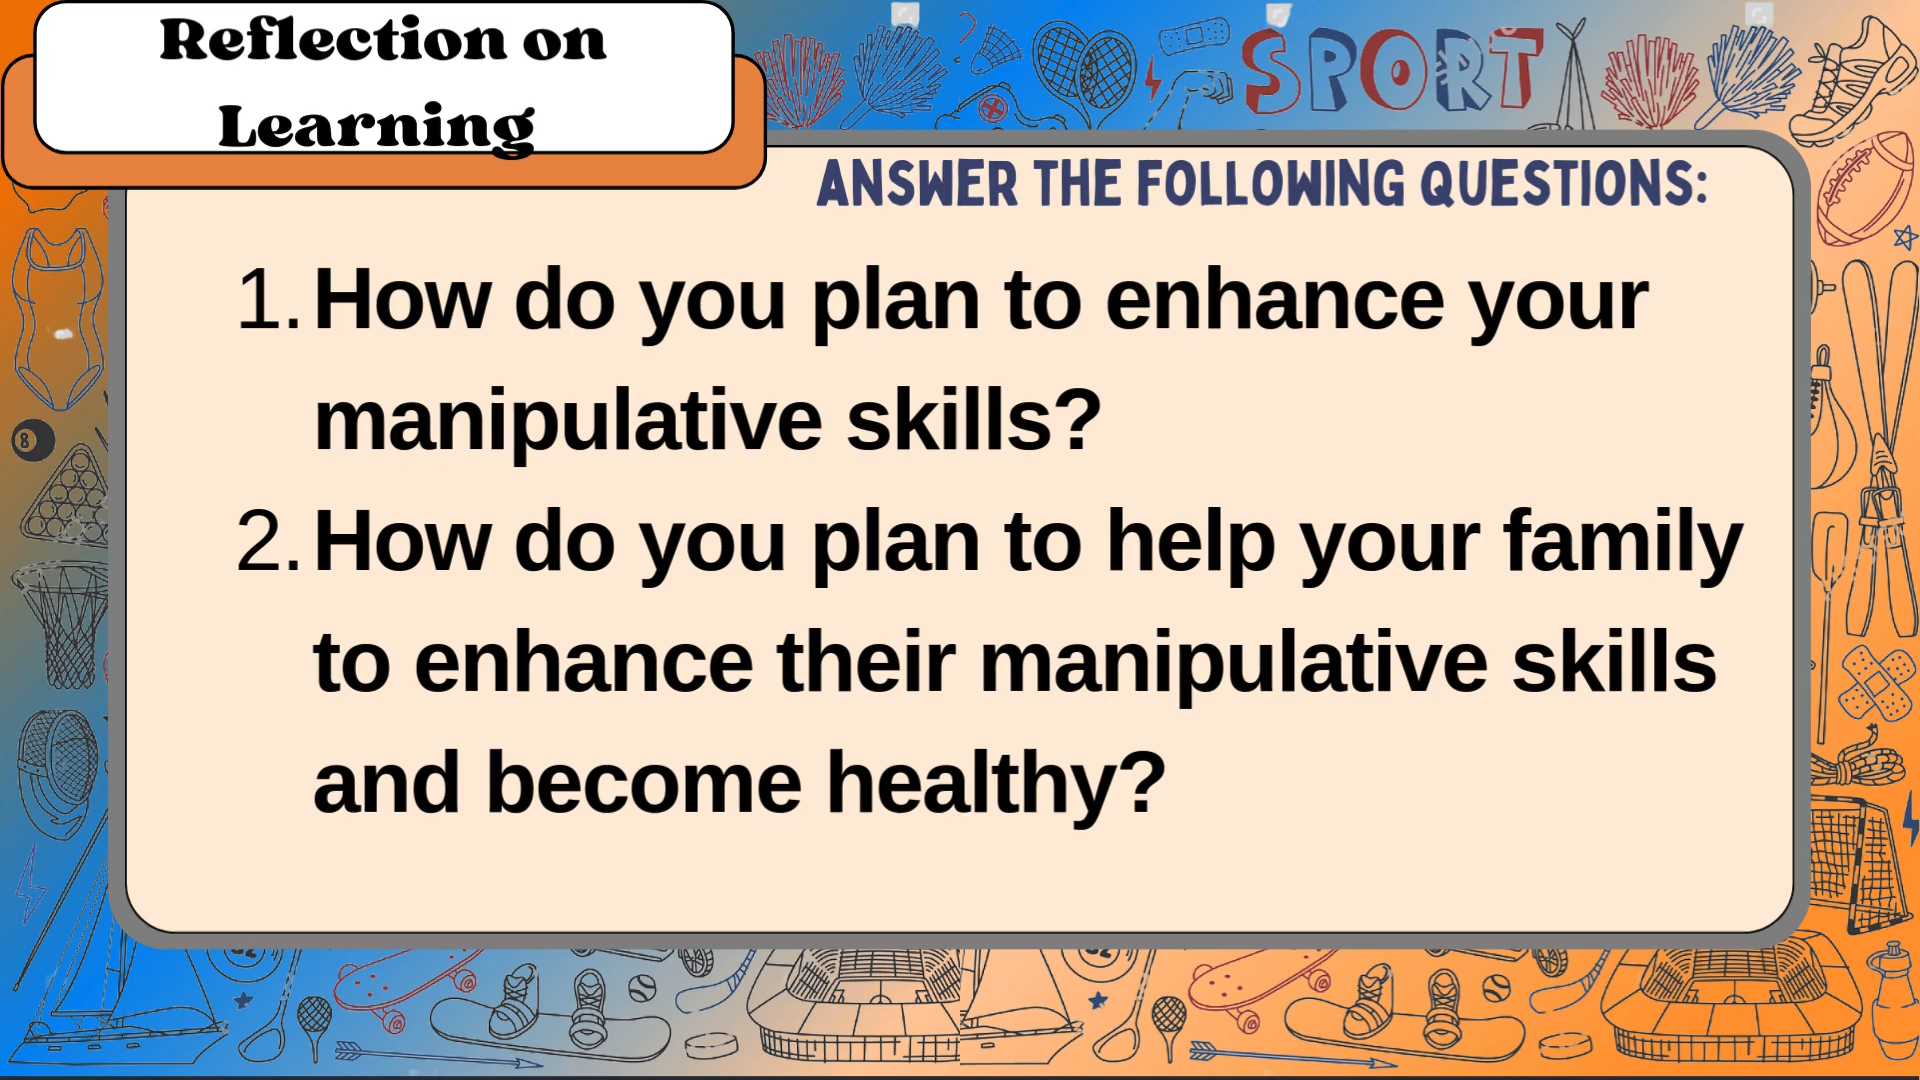 Reflection on
Learning
SPORT
ANSWER THE FOLLOWING QUESTIONS:
1. How do you plan to enhance your
manipulative skills?
2. How do you plan to help your family
to enhance their manipulative skills
and become healthy?
8